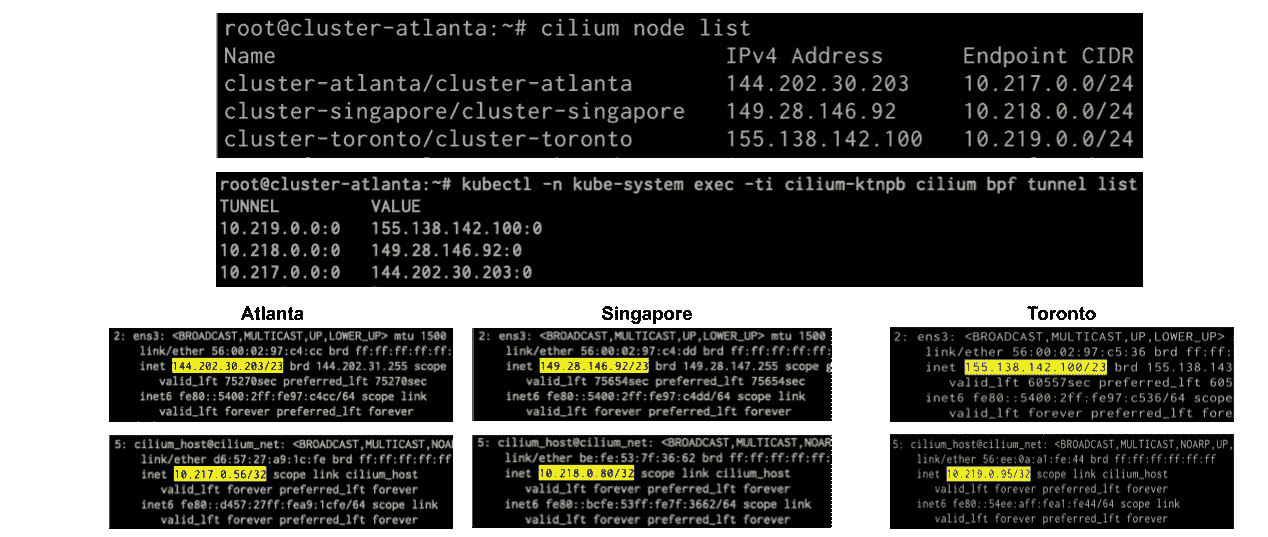 root@cluster-atlanta:~# cilium node list
Name IPv4 Address Endpoint CIDR
cluster-atlanta/cluster-atlanta 144.202.30.203 10.217.0.0/24
cluster-singapore/cluster-singapore 149.28.146.92 10.218.0.0/24
cluster-toronto/cluster-toronto 155.138.142.100 10.219.0.0/24
root@cluster-atlanta:~# kubectl -n kube-system exec -ti cilium-ktnpb cilium bpf tunnel list
TUNNEL VALUE
10.219.0.0:0 155.138.142.100:0
10.218.0.0:0 149.28.146.92:0
10.217.0.0:0 144.202.30.203:0
Atlanta
2: ens3: <BROADCAST,MULTICAST,UP,LOWER_UP> mtu 1500
link/ether 56:00:02:97:c4:cc brd ff:ff:ff:ff:ff:
inet 144.202.30.203/23 brd 144.202.31.255 scope
valid_lft 75270sec preferred_lft 75270sec
inet6 fe80::5400:2ff:fe97:c4cc/64 scope link
valid_lft forever preferred_lft forever
5: cilium_host@cilium_net: <BROADCAST,MULTICAST,NOA
link/ether d6:57:27:a9:1c:fe brd ff:ff:ff:ff:ff
inet 10.217.0.56/32 scope link cilium_host
valid_lft forever preferred_lft forever
inet6 fe80::d457:27ff:fea9:1cfe/64 scope link
valid_lft forever preferred_lft forever
Singapore
2: ens3: <BROADCAST,MULTICAST,UP,LOWER_UP> mtu 1500
link/ether 56:00:02:97:c4:dd brd ff:ff:ff:ff:ff:
inet 149.28.146.92/23 brd 149.28.147.255 scope g
valid_lft 75654sec preferred_lft 75654sec
inet6 fe80::5400:2ff:fe97:c4dd/64 scope link
valid_lft forever preferred_lft forever
5: cilium_host@cilium_net: <BROADCAST,MULTICAST,NOAR
link/ether be:fe:53:7f:36:62 brd ff:ff:ff:ff:ff:
inet 10.218.0.80/32 scope link cilium_host
valid_lft forever preferred_lft forever
inet6 fe80::bcfe:53ff:fe7f:3662/64 scope link
valid_lft forever preferred_lft forever
Toronto
2: ens3: <BROADCAST,MULTICAST,UP,LOWER_UP>
link/ether 56:00:02:97:c5:36 brd ff:ff:ff:f
inet 155.138.142.100/23 brd 155.138.143
valid_lft 60557sec preferred_lft 605
inet6 fe80::5400:2ff:fe97:c536/64 scope
valid_lft forever preferred_lft fore
5: cilium_host@cilium_net: <BROADCAST,MULTICAST,NOARP,UP,
link/ether 56:ee:0a:a1:fe:44 brd ff:ff:ff:ff:ff:ff
inet 10.219.0.95/32 scope link cilium_host
valid_lft forever preferred_lft forever
inet6 fe80::54ee:aff:fea1:fe44/64 scope link
valid_lft forever preferred_lft forever